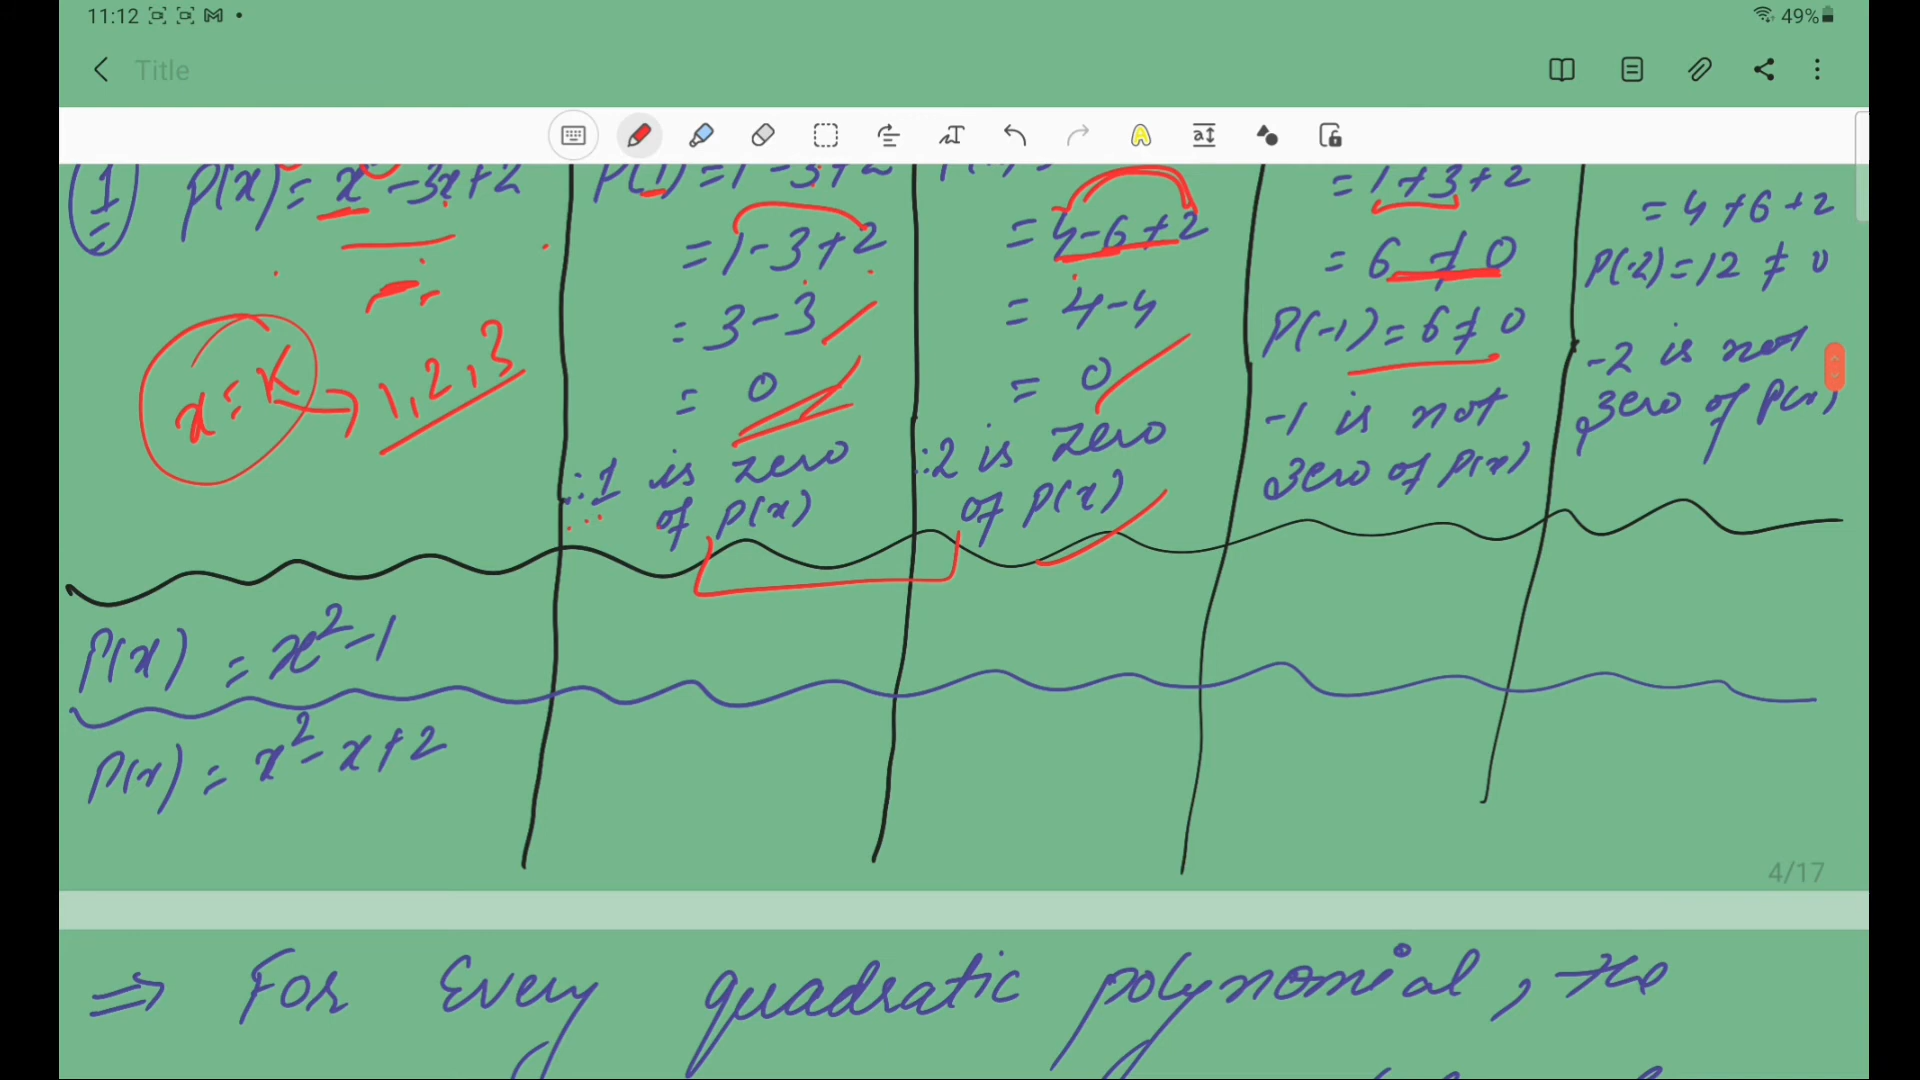 11:12
49%
Title
1 P(x) = x² - 3x + 2
P(1) = 1 - 3 + 2
= 1 - 3 + 2
= 3 - 3
= 0
∴ 1 is zero
of P(x)
= 4 - 6 + 2
= 4 - 4
= 0
∴ 2 is zero
of P(x)
= 1 + 3 + 2
= 6 ≠ 0
P(-1) = 6 ≠ 0
-1 is not
zero of P(x)
= 4 + 6 + 2
P(-2) = 12 ≠ 0
-2 is not
zero of P(x)
x = K → 1, 2, 3
P(x) = x² - 1
P(x) = x² - x + 2
4/17
⇒ For Every quadratic polynomial, the